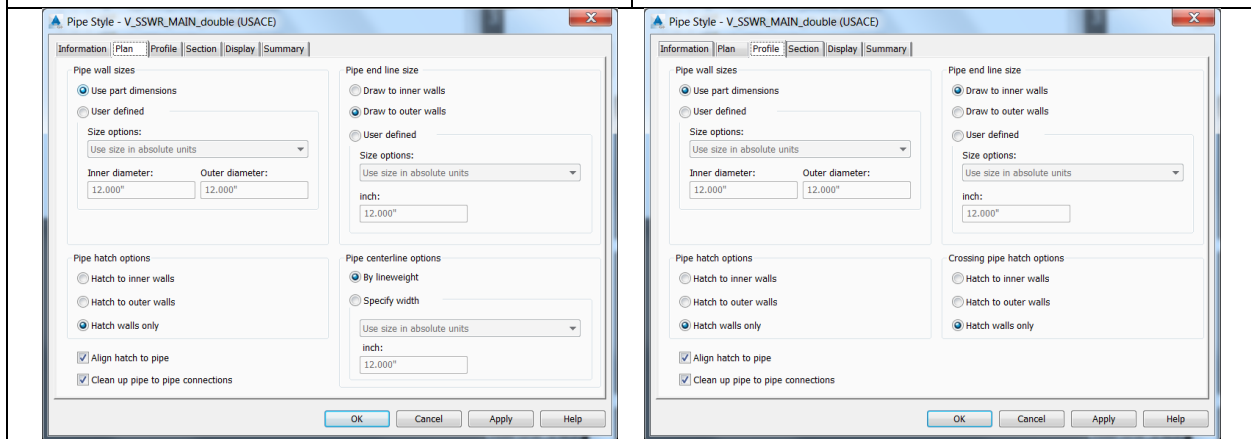 Pipe Style - V_SSWR_MAIN_double (USACE)
Information Plan Profile Section Display Summary
Pipe wall sizes
Use part dimensions
User defined
Size options:
Use size in absolute units
Inner diameter: Outer diameter:
12.000" 12.000"
Pipe end line size
Draw to inner walls
Draw to outer walls
User defined
Size options:
Use size in absolute units
inch:
12.000"
Pipe hatch options
Hatch to inner walls
Hatch to outer walls
Hatch walls only
Align hatch to pipe
Clean up pipe to pipe connections
Pipe centerline options
By lineweight
Specify width
Use size in absolute units
inch:
12.000"
OK Cancel Apply Help
Pipe Style - V_SSWR_MAIN_double (USACE)
Information Plan Profile Section Display Summary
Pipe wall sizes
Use part dimensions
User defined
Size options:
Use size in absolute units
Inner diameter: Outer diameter:
12.000" 12.000"
Pipe end line size
Draw to inner walls
Draw to outer walls
User defined
Size options:
Use size in absolute units
inch:
12.000"
Pipe hatch options
Hatch to inner walls
Hatch to outer walls
Hatch walls only
Align hatch to pipe
Clean up pipe to pipe connections
Crossing pipe hatch options
Hatch to inner walls
Hatch to outer walls
Hatch walls only
OK Cancel Apply Help